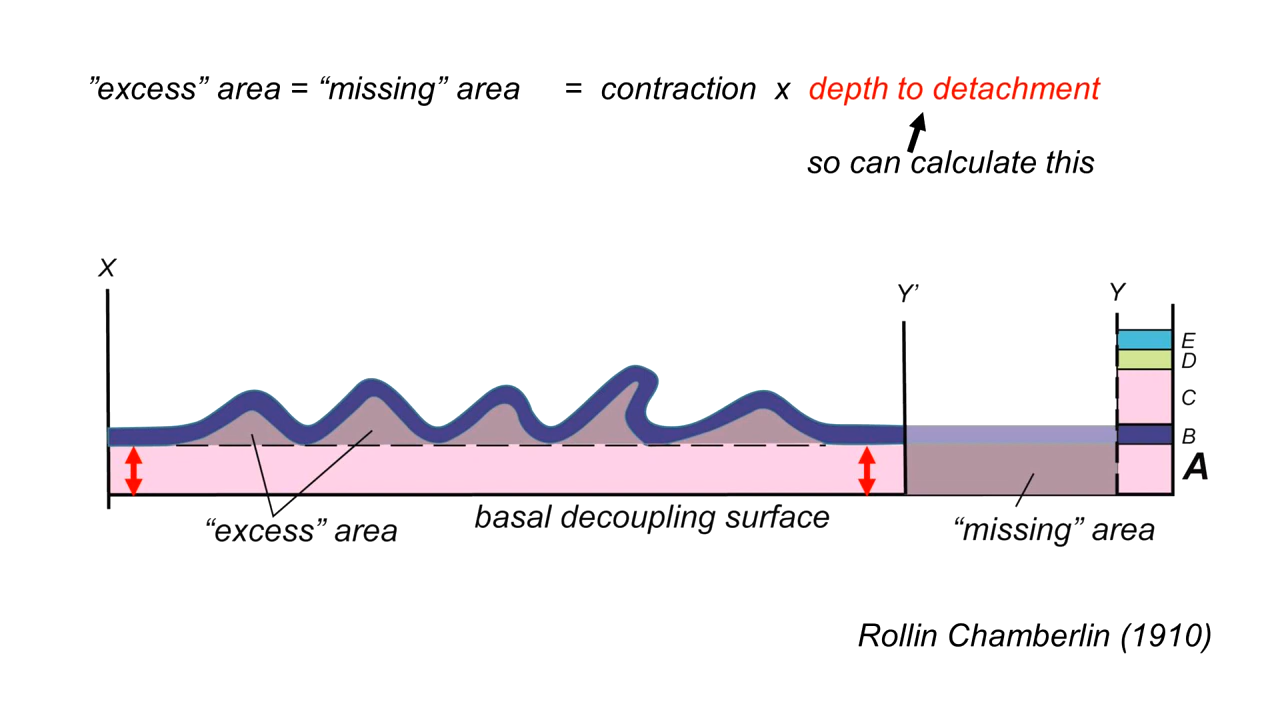 ”excess” area = “missing” area = contraction x depth to detachment
so can calculate this
X
Y’
Y
E
D
C
B
A
“excess” area
basal decoupling surface
“missing” area
Rollin Chamberlin (1910)